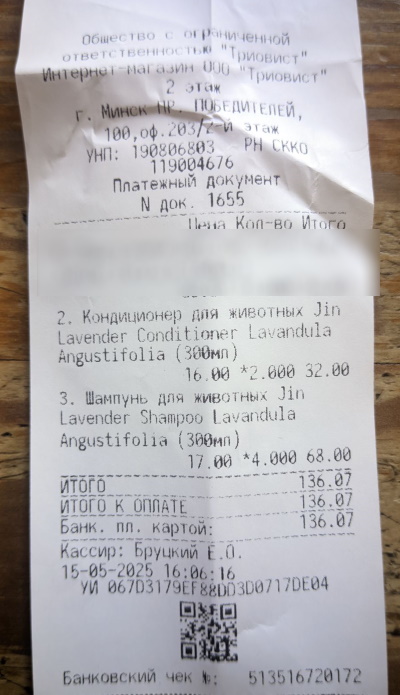 Общество с ограниченной
ответственностью "Триовист"
Интернет-магазин ООО "Триовист"
2 этаж
г. Минск ПР. ПОБЕДИТЕЛЕЙ,
100,оф.203/2-й этаж
УНП: 190806803 РН СККО
119004676
Платежный документ
N док. 1655
Цена Кол-во Итого
2. Кондиционер для животных Jin
Lavender Conditioner Lavandula
Angustifolia (300мл)
16.00 *2.000 32.00
3. Шампунь для животных Jin
Lavender Shampoo Lavandula
Angustifolia (300мл)
17.00 *4.000 68.00
ИТОГО 136.07
ИТОГО К ОПЛАТЕ 136.07
Банк. пл. картой: 136.07
Кассир: Бруцкий Е.О.
15-05-2025 16:06:16
УИ 067D3179EF88DD3D0717DE04
Банковский чек №: 513516720172